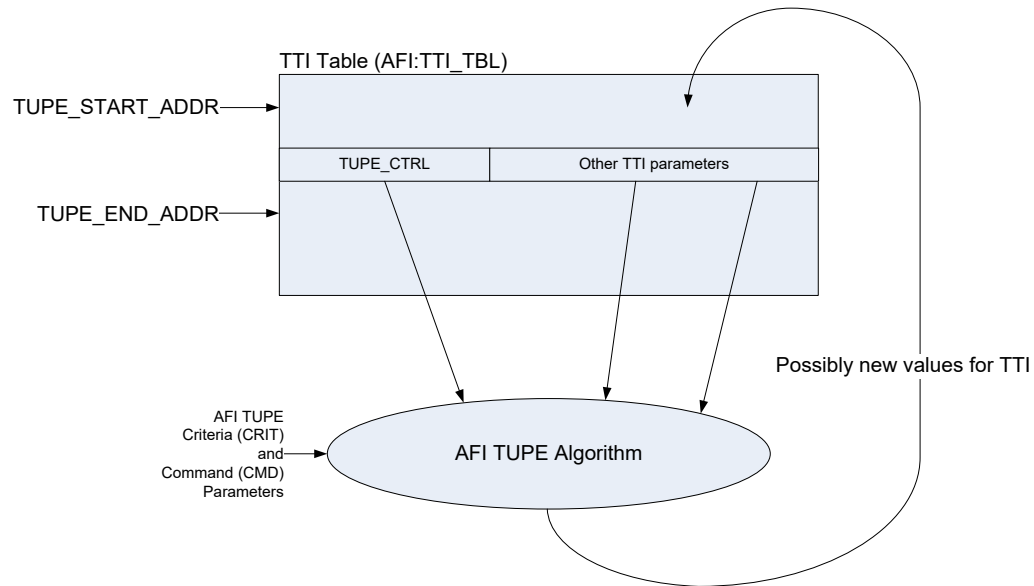 TTI Table (AFI:TTI_TBL)
TUPE_START_ADDR
TUPE_CTRL
Other TTI parameters
TUPE_END_ADDR
Possibly new values for TTI
AFI TUPE
Criteria (CRIT)
and
Command (CMD)
Parameters
AFI TUPE Algorithm